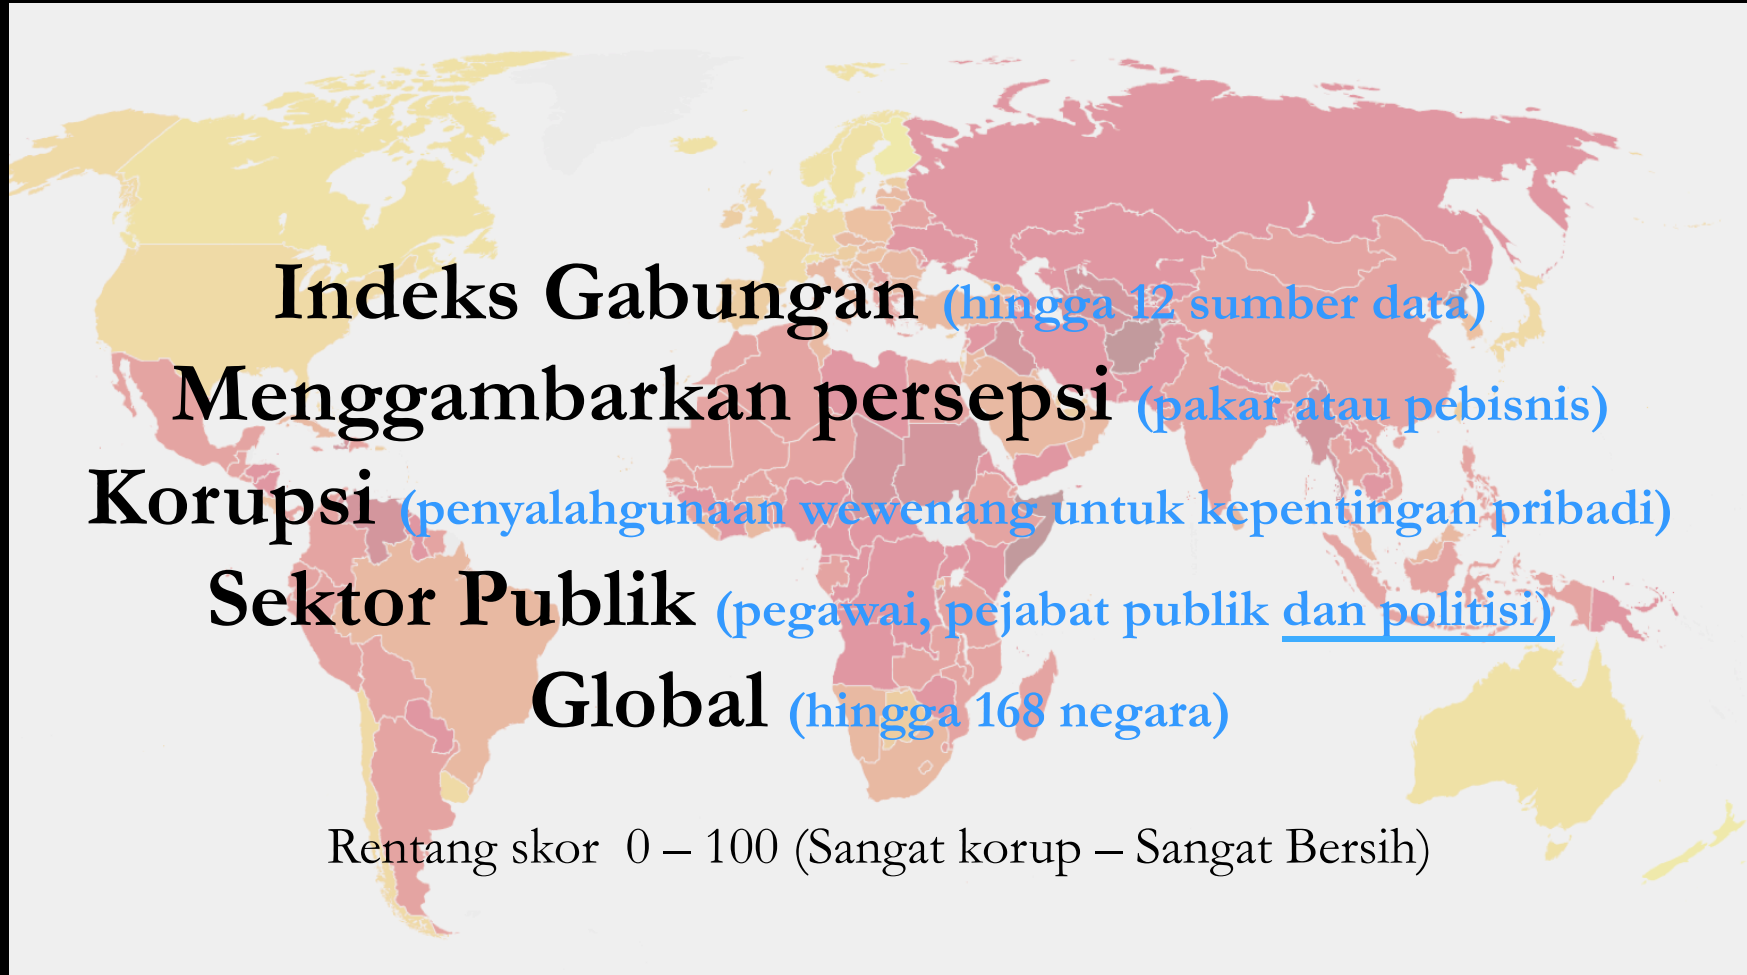 Indeks Gabungan (hingga 12 sumber data)
Menggambarkan persepsi (pakar atau pebisnis)
Korupsi (penyalahgunaan wewenang untuk kepentingan pribadi)
Sektor Publik (pegawai, pejabat publik dan politisi)
Global (hingga 168 negara)
Rentang skor  0 – 100 (Sangat korup – Sangat Bersih)